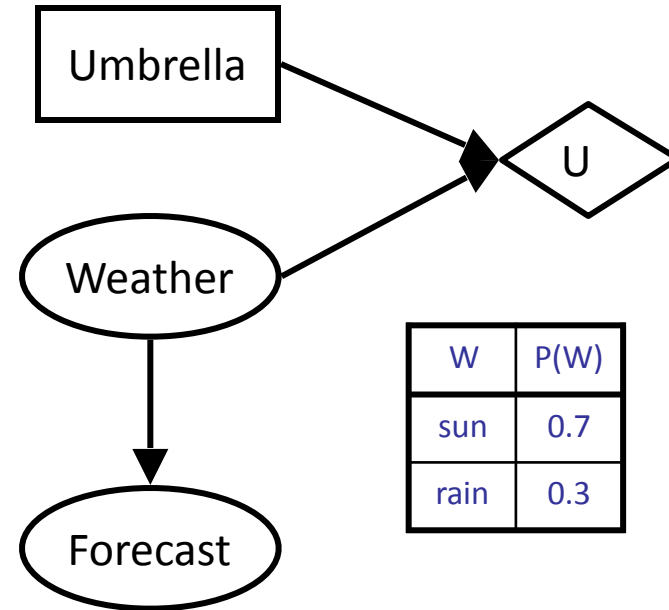 Umbrella
U
Weather
W P(W)
sun 0.7
rain 0.3
Forecast